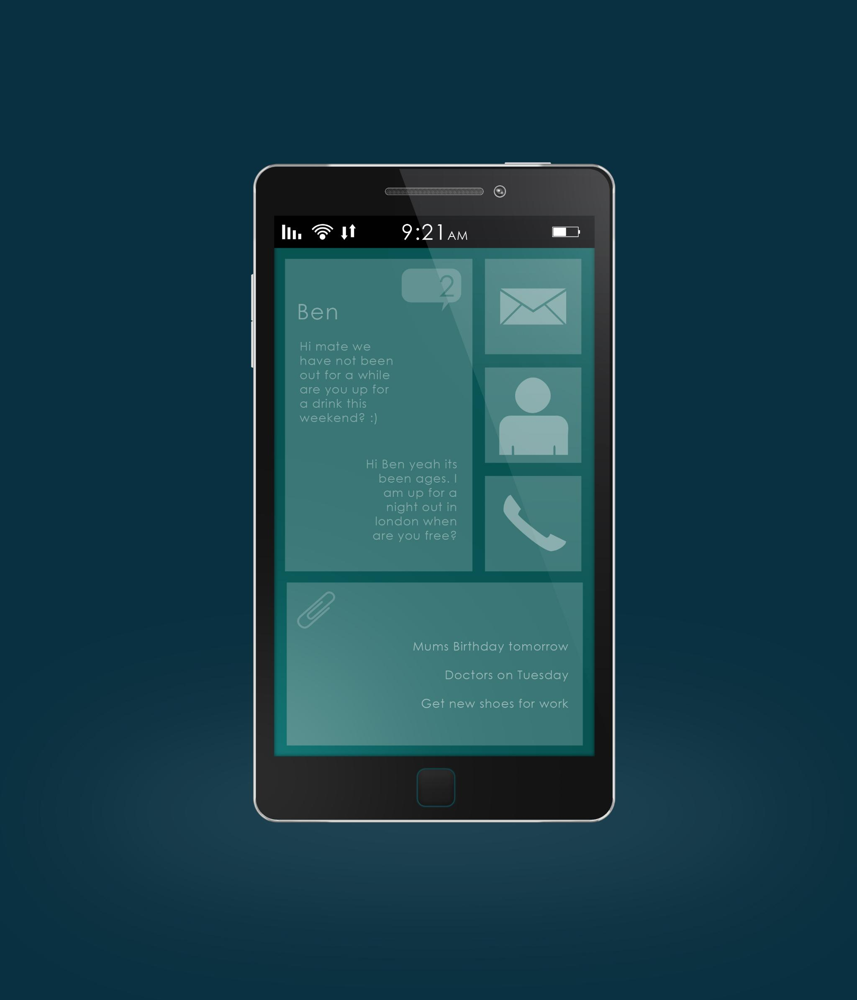 9:21 AM
2
Ben
Hi mate we
have not been
out for a while
are you up for
a drink this
weekend? :)
Hi Ben yeah its
been ages. I
am up for a
night out in
london when
are you free?
Mums Birthday tomorrow
Doctors on Tuesday
Get new shoes for work